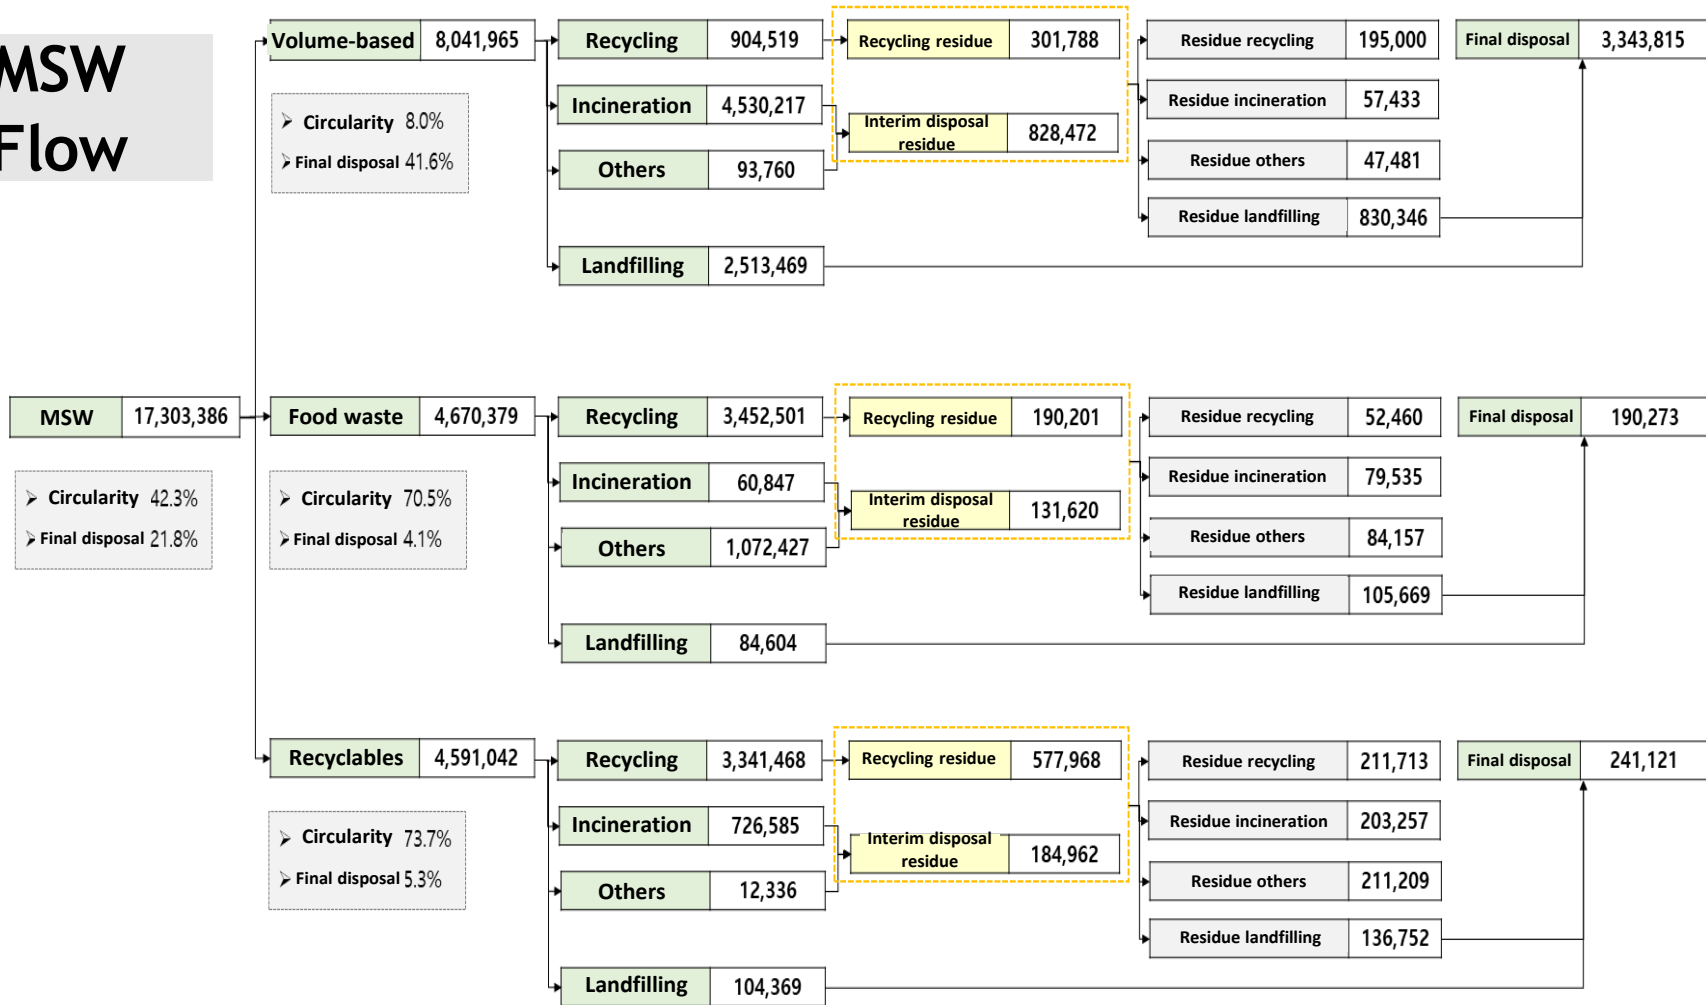 MSW
Flow
Volume-based 8,041,965
Circularity 8.0%
Final disposal 41.6%
Recycling 904,519
Incineration 4,530,217
Others 93,760
Landfilling 2,513,469
Recycling residue 301,788
Interim disposal
residue 828,472
Residue recycling 195,000
Residue incineration 57,433
Residue others 47,481
Residue landfilling 830,346
Final disposal 3,343,815
MSW 17,303,386
Circularity 42.3%
Final disposal 21.8%
Food waste 4,670,379
Circularity 70.5%
Final disposal 4.1%
Recycling 3,452,501
Incineration 60,847
Others 1,072,427
Landfilling 84,604
Recycling residue 190,201
Interim disposal
residue 131,620
Residue recycling 52,460
Residue incineration 79,535
Residue others 84,157
Residue landfilling 105,669
Final disposal 190,273
Recyclables 4,591,042
Circularity 73.7%
Final disposal 5.3%
Recycling 3,341,468
Incineration 726,585
Others 12,336
Landfilling 104,369
Recycling residue 577,968
Interim disposal
residue 184,962
Residue recycling 211,713
Residue incineration 203,257
Residue others 211,209
Residue landfilling 136,752
Final disposal 241,121